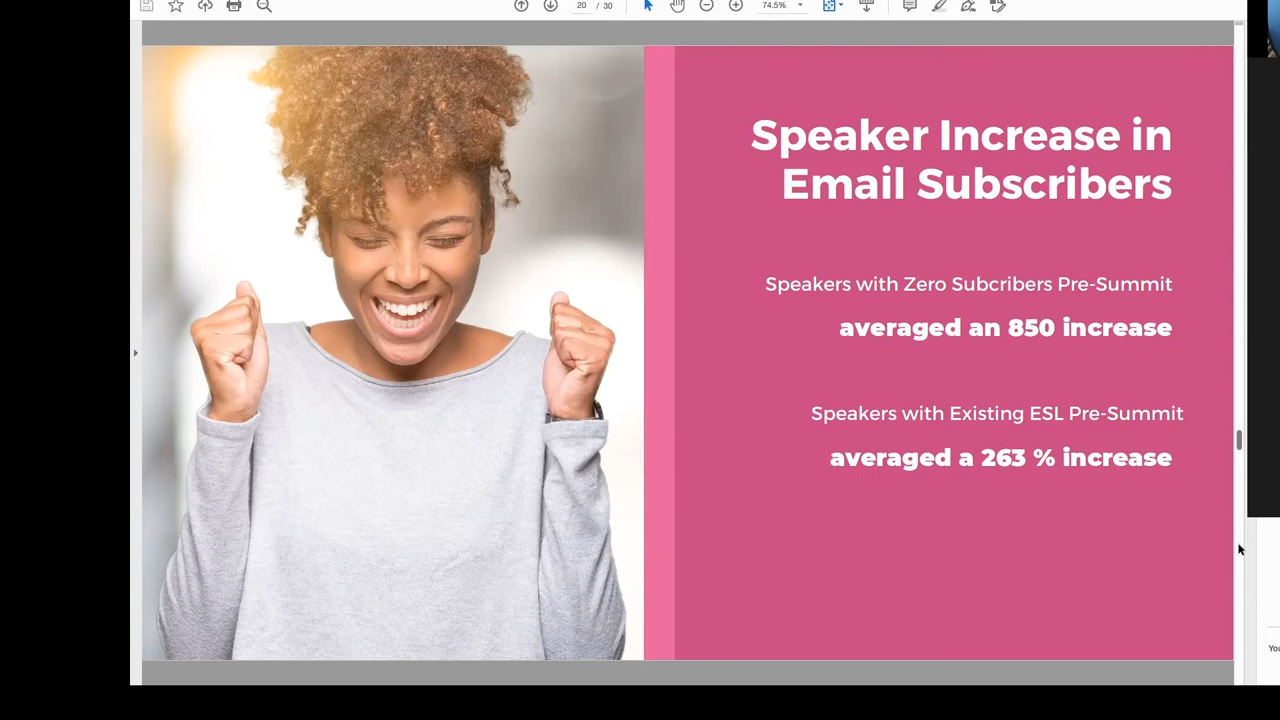 20 / 30
74.5%
Speaker Increase in
Email Subscribers
Speakers with Zero Subcribers Pre-Summit
averaged an 850 increase
Speakers with Existing ESL Pre-Summit
averaged a 263 % increase